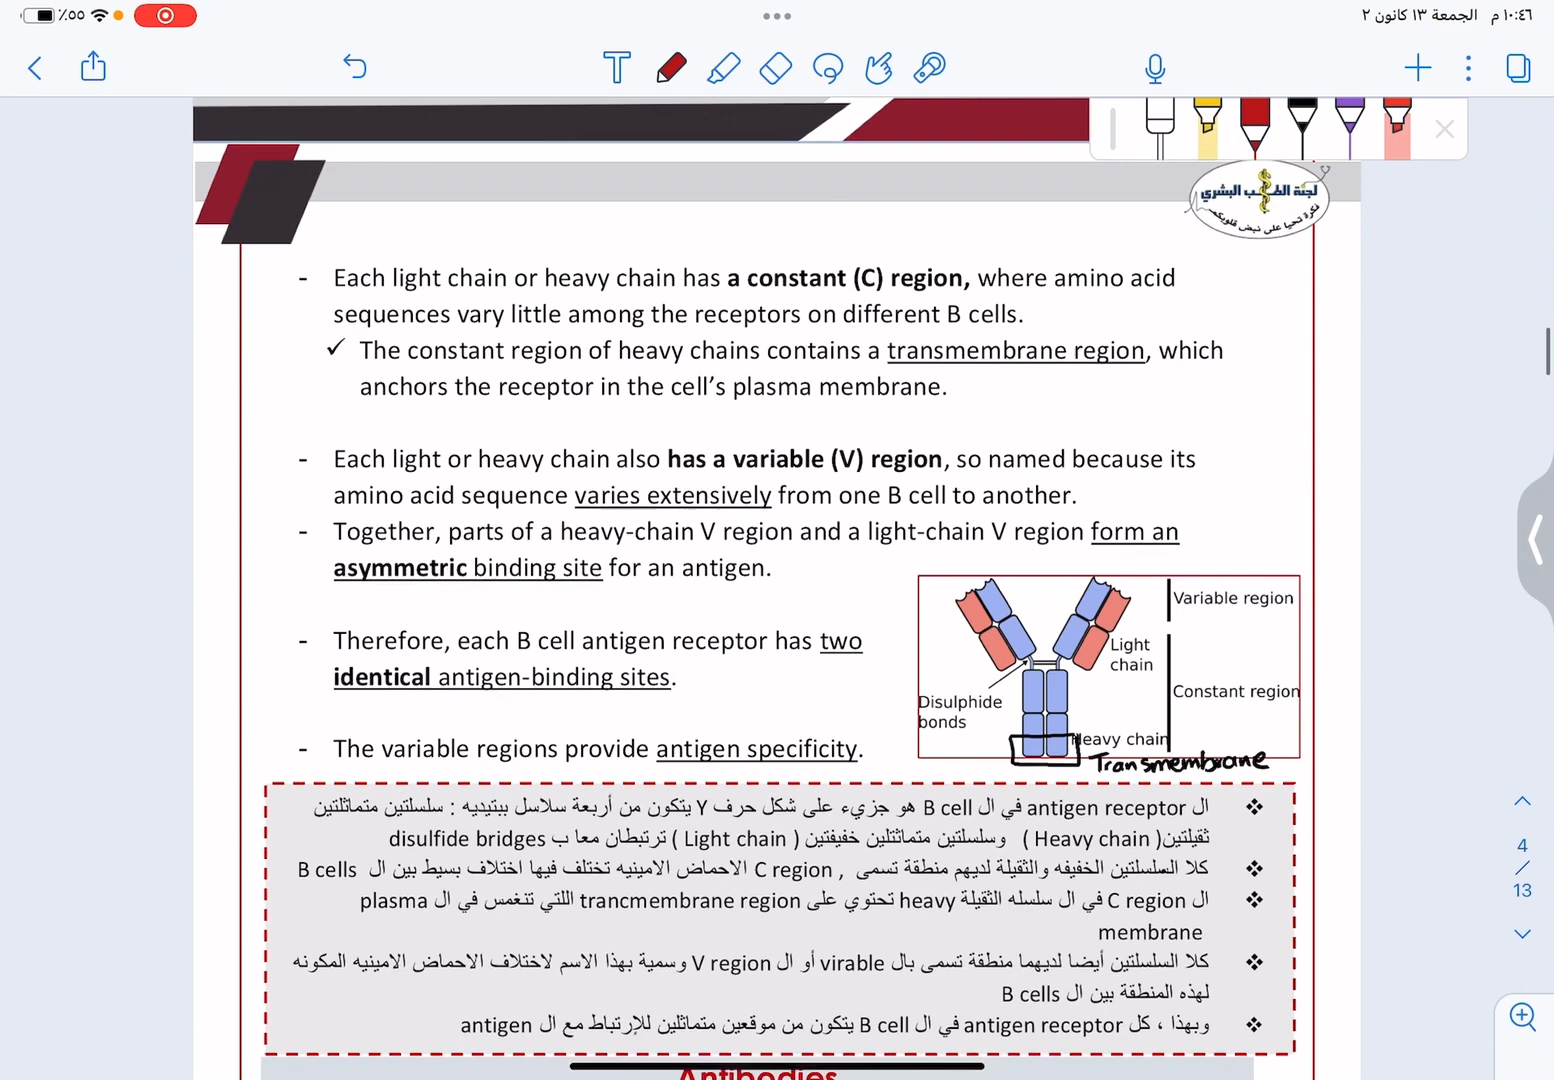 ٪٥٠
١٠:٤٦ م الجمعة ١٣ كانون ٢
لجنة الطب البشري
فكرة تحيا على نبض قلوبكم
- Each light chain or heavy chain has a constant (C) region, where amino acid
sequences vary little among the receptors on different B cells.
✓ The constant region of heavy chains contains a transmembrane region, which
anchors the receptor in the cell’s plasma membrane.
- Each light or heavy chain also has a variable (V) region, so named because its
amino acid sequence varies extensively from one B cell to another.
- Together, parts of a heavy-chain V region and a light-chain V region form an
asymmetric binding site for an antigen.
- Therefore, each B cell antigen receptor has two
identical antigen-binding sites.
- The variable regions provide antigen specificity.
Variable region
Light
chain
Constant region
Disulphide
bonds
Heavy chain
Transmembrane
❖ ال antigen receptor في ال B cell هو جزيء على شكل حرف Y يتكون من أربعة سلاسل ببتيديه : سلسلتين متماثلتين
ثقيلتين( Heavy chain ) وسلسلتين متماثتلين خفيفتين ( Light chain ) ترتبطان معا ب disulfide bridges
❖ كلا السلسلتين الخفيفه والثقيلة لديهم منطقة تسمى C region , الاحماض الامينيه تختلف فيها اختلاف بسيط بين ال B cells
❖ ال C region في ال سلسله الثقيلة heavy تحتوي على trancmembrane region اللتي تنغمس في ال plasma
membrane
❖ كلا السلسلتين أيضا لديهما منطقة تسمى بال virable أو ال V region وسمية بهذا الاسم لاختلاف الاحماض الامينيه المكونه
لهذه المنطقة بين ال B cells
❖ وبهذا ، كل antigen receptor في ال B cell يتكون من موقعين متماثلين للإرتباط مع ال antigen
Antibodies
4
/
13